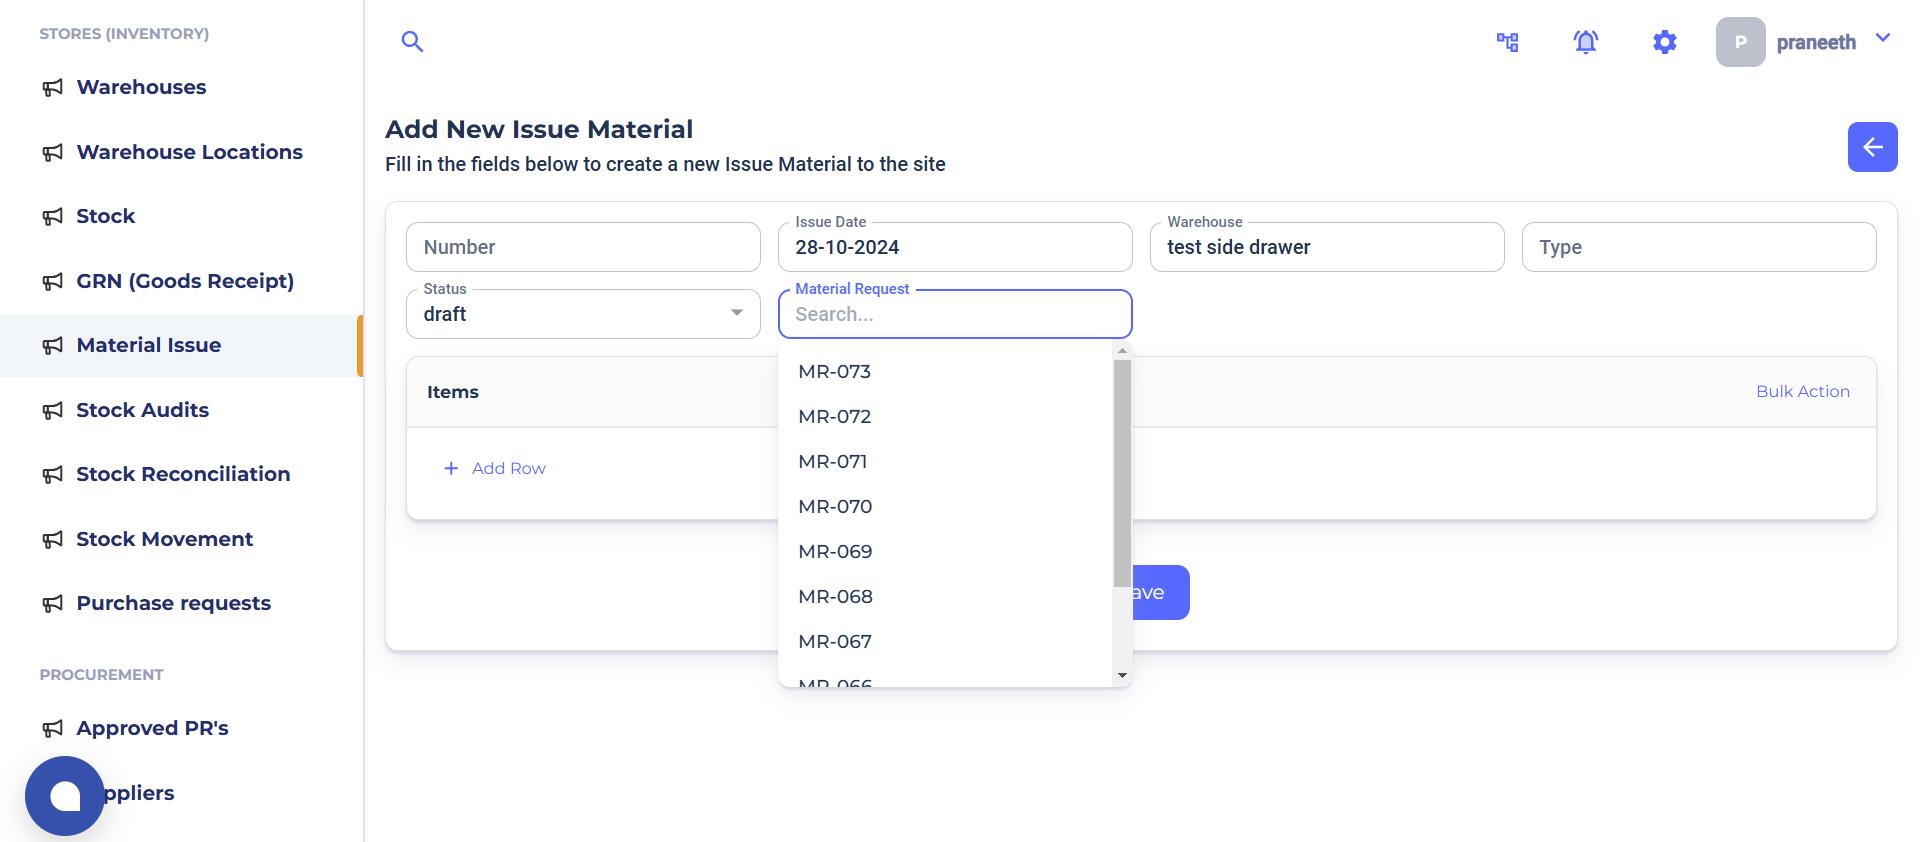 STORES (INVENTORY)
Warehouses
Warehouse Locations
Stock
GRN (Goods Receipt)
Material Issue
Stock Audits
Stock Reconciliation
Stock Movement
Purchase requests
PROCUREMENT
Approved PR's
ppliers
P praneeth
Add New Issue Material
Fill in the fields below to create a new Issue Material to the site
Number
Issue Date
28-10-2024
Warehouse
test side drawer
Type
Status
draft
Material Request
Search...
MR-073
MR-072
MR-071
MR-070
MR-069
MR-068
MR-067
MR-066
Items
Bulk Action
+ Add Row
ave